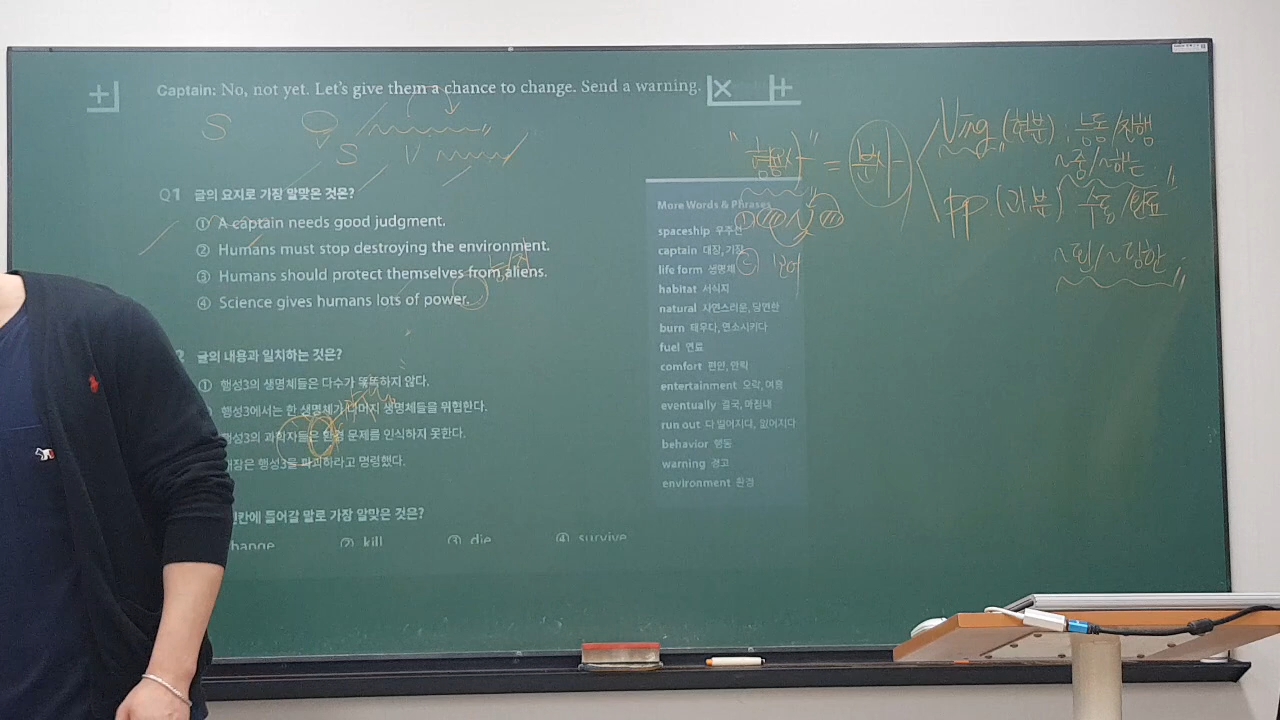 Captain: No, not yet. Let's give them a chance to change. Send a warning.
S O
S V
Q1 글의 요지로 가장 알맞은 것은?
① A captain needs good judgment.
② Humans must stop destroying the environment.
③ Humans should protect themselves from aliens.
④ Science gives humans lots of power.
글의 내용과 일치하는 것은?
① 행성3의 생명체들은 다수가 똑똑하지 않다.
행성3에서는 한 생명체가 나머지 생명체들을 위협한다.
행성3의 과학자들은 환경 문제를 인식하지 못한다.
대장은 행성3를 파괴하라고 명령했다.
빈칸에 들어갈 말로 가장 알맞은 것은?
change ② kill ③ die ④ survive
More Words & Phrases
spaceship 우주선
captain 대장, 기장
life form 생명체
habitat 서식지
natural 자연스러운, 당연한
burn 태우다, 연소시키다
fuel 연료
comfort 편안, 안락
entertainment 오락, 여흥
eventually 결국, 마침내
run out 다 떨어지다, 없어지다
behavior 행동
warning 경고
environment 환경
"형용사" = 분사
Ving (현분) : 능동/진행
~중/~하는
pp (과분) 수동/완료
~된/~당한
① N
② 보어